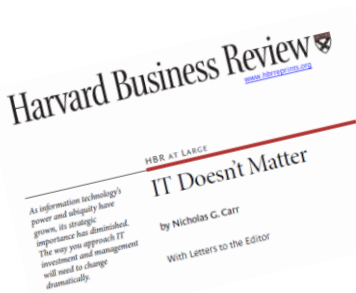 Harvard Business Review
www.hbrreprints.org
HBR AT LARGE
IT Doesn't Matter
As information technology's
power and ubiquity have
grown, its strategic
importance has diminished.
The way you approach IT
investment and management
will need to change
dramatically.
by Nicholas G. Carr
With Letters to the Editor